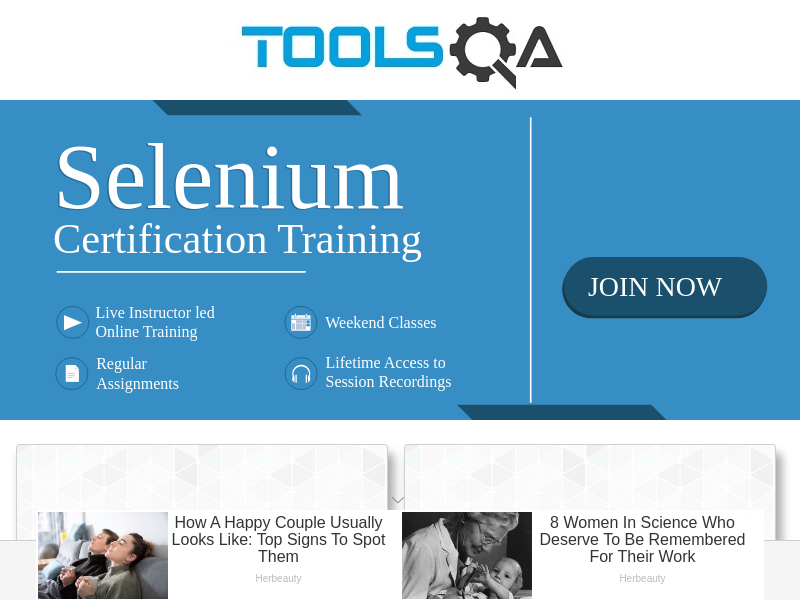 TOOLSQA
Selenium
Certification Training
JOIN NOW
Live Instructor led
Online Training
Weekend Classes
Regular
Assignments
Lifetime Access to
Session Recordings
How A Happy Couple Usually
Looks Like: Top Signs To Spot
Them
Herbeauty
8 Women In Science Who
Deserve To Be Remembered
For Their Work
Herbeauty